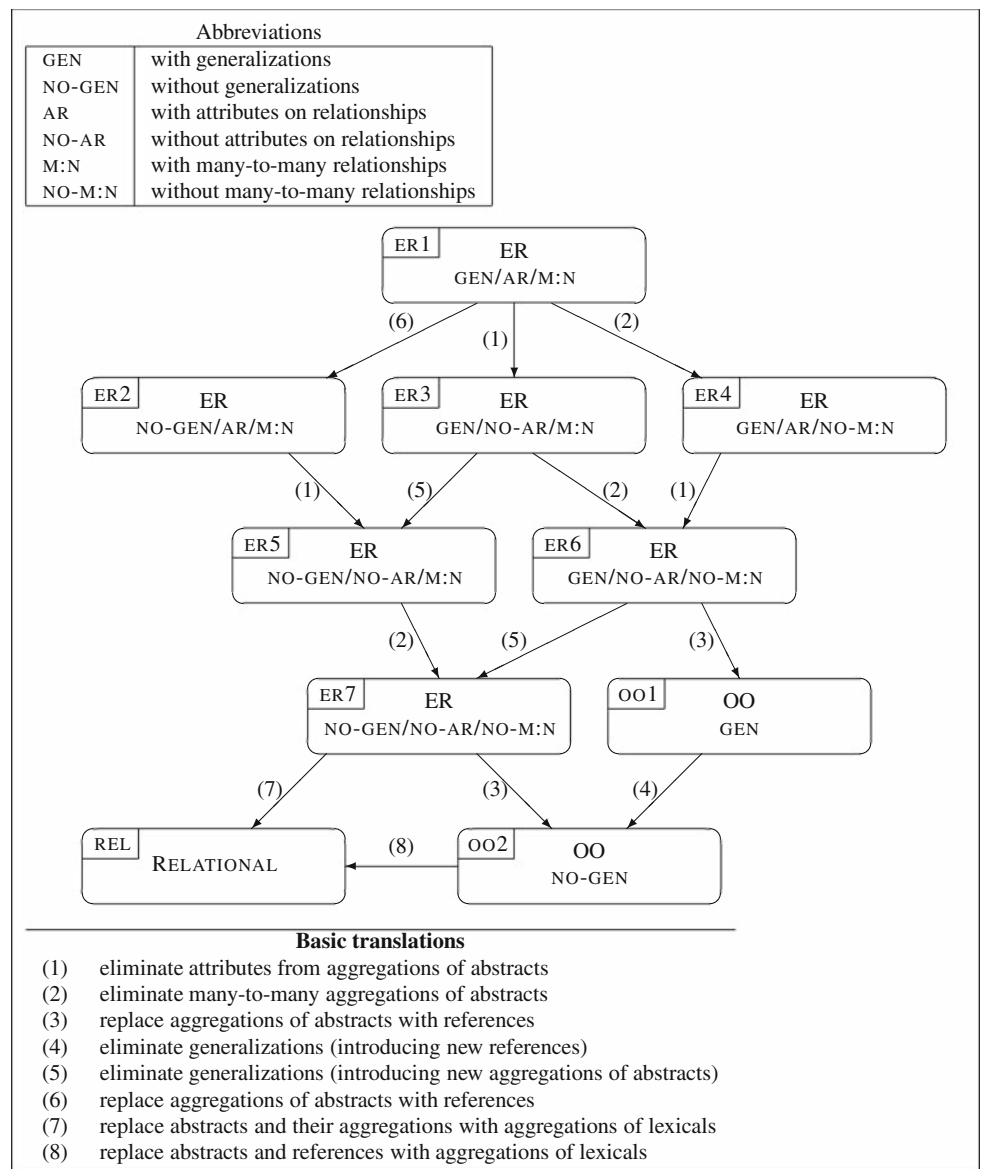 Abbreviations
GEN with generalizations
NO-GEN without generalizations
AR with attributes on relationships
NO-AR without attributes on relationships
M:N with many-to-many relationships
NO-M:N without many-to-many relationships
ER1 ER
GEN/AR/M:N
(6) (1) (2)
ER2 ER
NO-GEN/AR/M:N
ER3 ER
GEN/NO-AR/M:N
ER4 ER
GEN/AR/NO-M:N
(1) (5) (2) (1)
ER5 ER
NO-GEN/NO-AR/M:N
ER6 ER
GEN/NO-AR/NO-M:N
(2) (5) (3)
ER7 ER
NO-GEN/NO-AR/NO-M:N
OO1 OO
GEN
(7) (3) (4)
REL RELATIONAL
(8)
OO2 OO
NO-GEN
Basic translations
(1) eliminate attributes from aggregations of abstracts
(2) eliminate many-to-many aggregations of abstracts
(3) replace aggregations of abstracts with references
(4) eliminate generalizations (introducing new references)
(5) eliminate generalizations (introducing new aggregations of abstracts)
(6) replace aggregations of abstracts with references
(7) replace abstracts and their aggregations with aggregations of lexicals
(8) replace abstracts and references with aggregations of lexicals